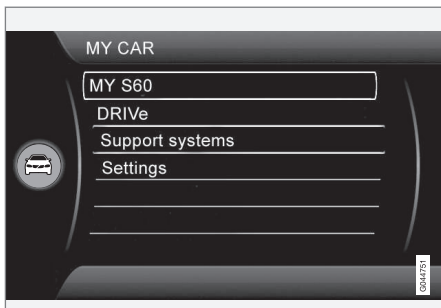 MY CAR
MY S60
DRIVe
Support systems
Settings
G044751